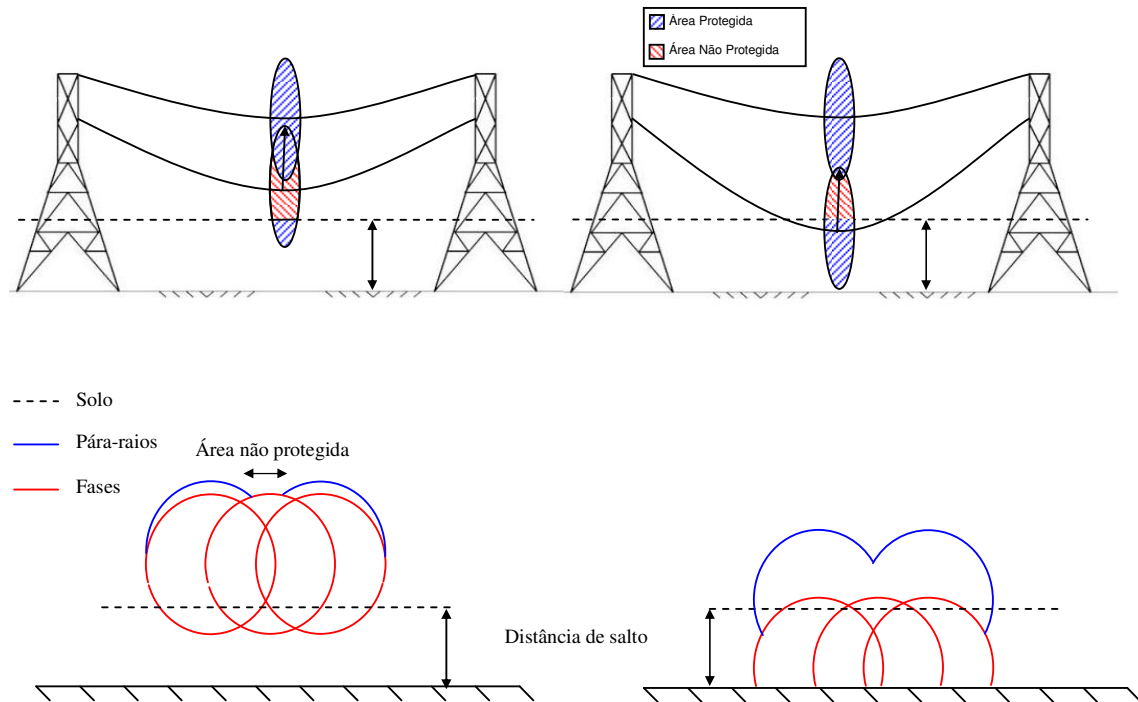 Área Protegida
Área Não Protegida
Solo
Pára-raios
Fases
Área não protegida
Distância de salto